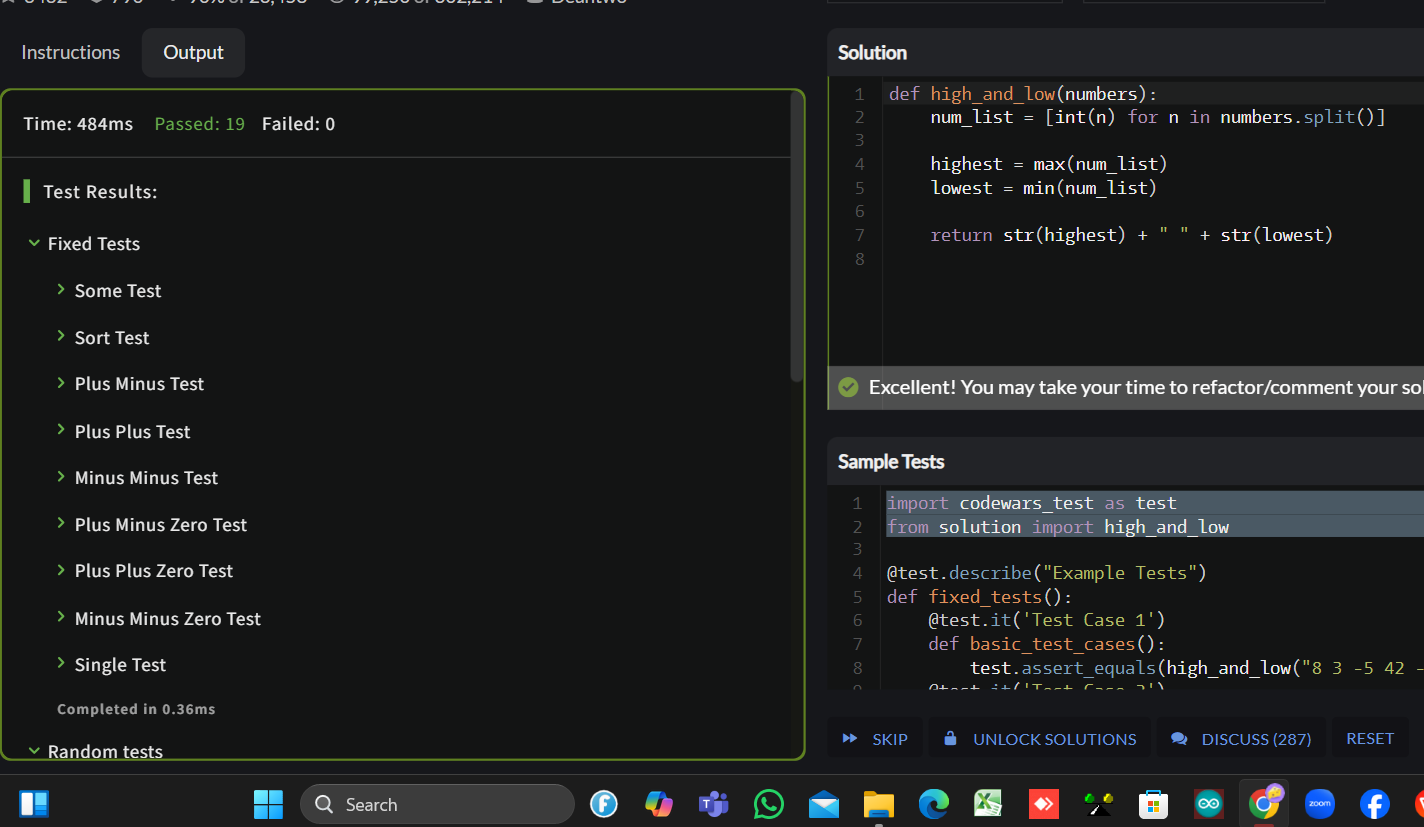 Instructions
Output
Time: 484ms Passed: 19 Failed: 0
Test Results:
Fixed Tests
Some Test
Sort Test
Plus Minus Test
Plus Plus Test
Minus Minus Test
Plus Minus Zero Test
Plus Plus Zero Test
Minus Minus Zero Test
Single Test
Completed in 0.36ms
Random tests
Solution
1 def high_and_low(numbers):
2 num_list = [int(n) for n in numbers.split()]
3
4 highest = max(num_list)
5 lowest = min(num_list)
6
7 return str(highest) + " " + str(lowest)
8
Excellent! You may take your time to refactor/comment your sol
Sample Tests
1 import codewars_test as test
2 from solution import high_and_low
3
4 @test.describe("Example Tests")
5 def fixed_tests():
6 @test.it('Test Case 1')
7 def basic_test_cases():
8 test.assert_equals(high_and_low("8 3 -5 42 -
SKIP
UNLOCK SOLUTIONS
DISCUSS (287)
RESET
Search
zoom